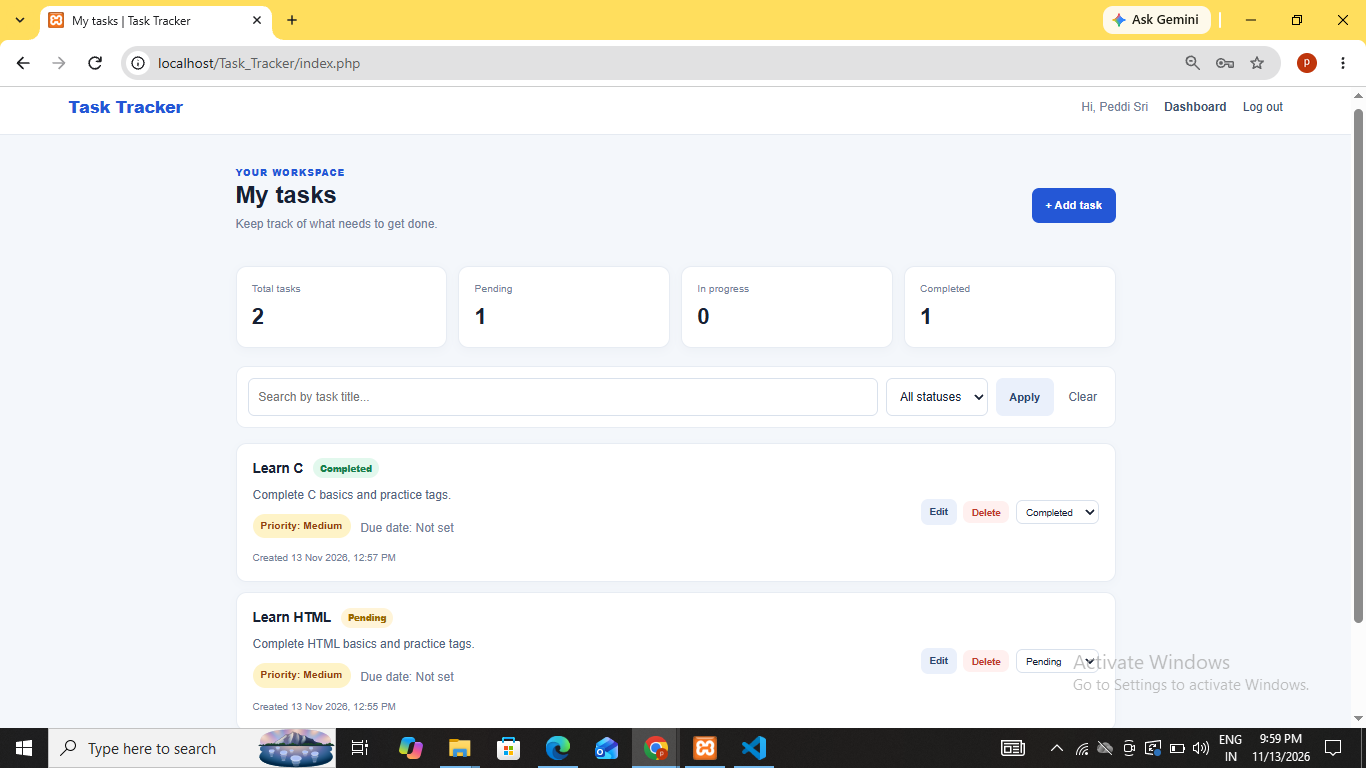 My tasks | Task Tracker
Ask Gemini
localhost/Task_Tracker/index.php
p
Task Tracker
Hi, Peddi Sri Dashboard Log out
YOUR WORKSPACE
My tasks
Keep track of what needs to get done.
+ Add task
Total tasks
2
Pending
1
In progress
0
Completed
1
Search by task title...
All statuses
Apply
Clear
Learn C Completed
Complete C basics and practice tags.
Priority: Medium Due date: Not set
Created 13 Nov 2026, 12:57 PM
Edit Delete Completed
Learn HTML Pending
Complete HTML basics and practice tags.
Priority: Medium Due date: Not set
Created 13 Nov 2026, 12:55 PM
Edit Delete Pending
Activate Windows
Go to Settings to activate Windows.
Type here to search
ENG
IN
9:59 PM
11/13/2026